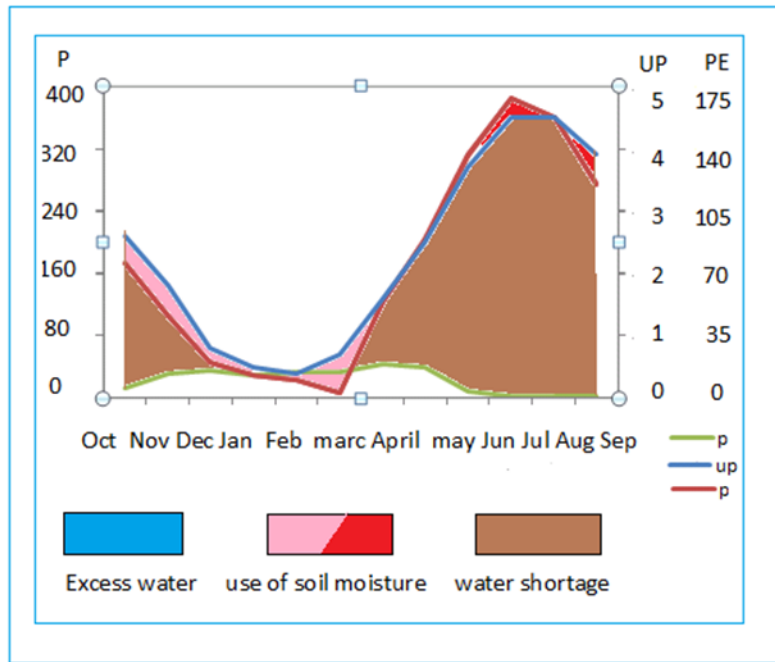 P UP PE
400 5 175
320 4 140
240 3 105
160 2 70
80 1 35
0 0 0
Oct Nov Dec Jan Feb marc April may Jun Jul Aug Sep
p
up
p
Excess water use of soil moisture water shortage